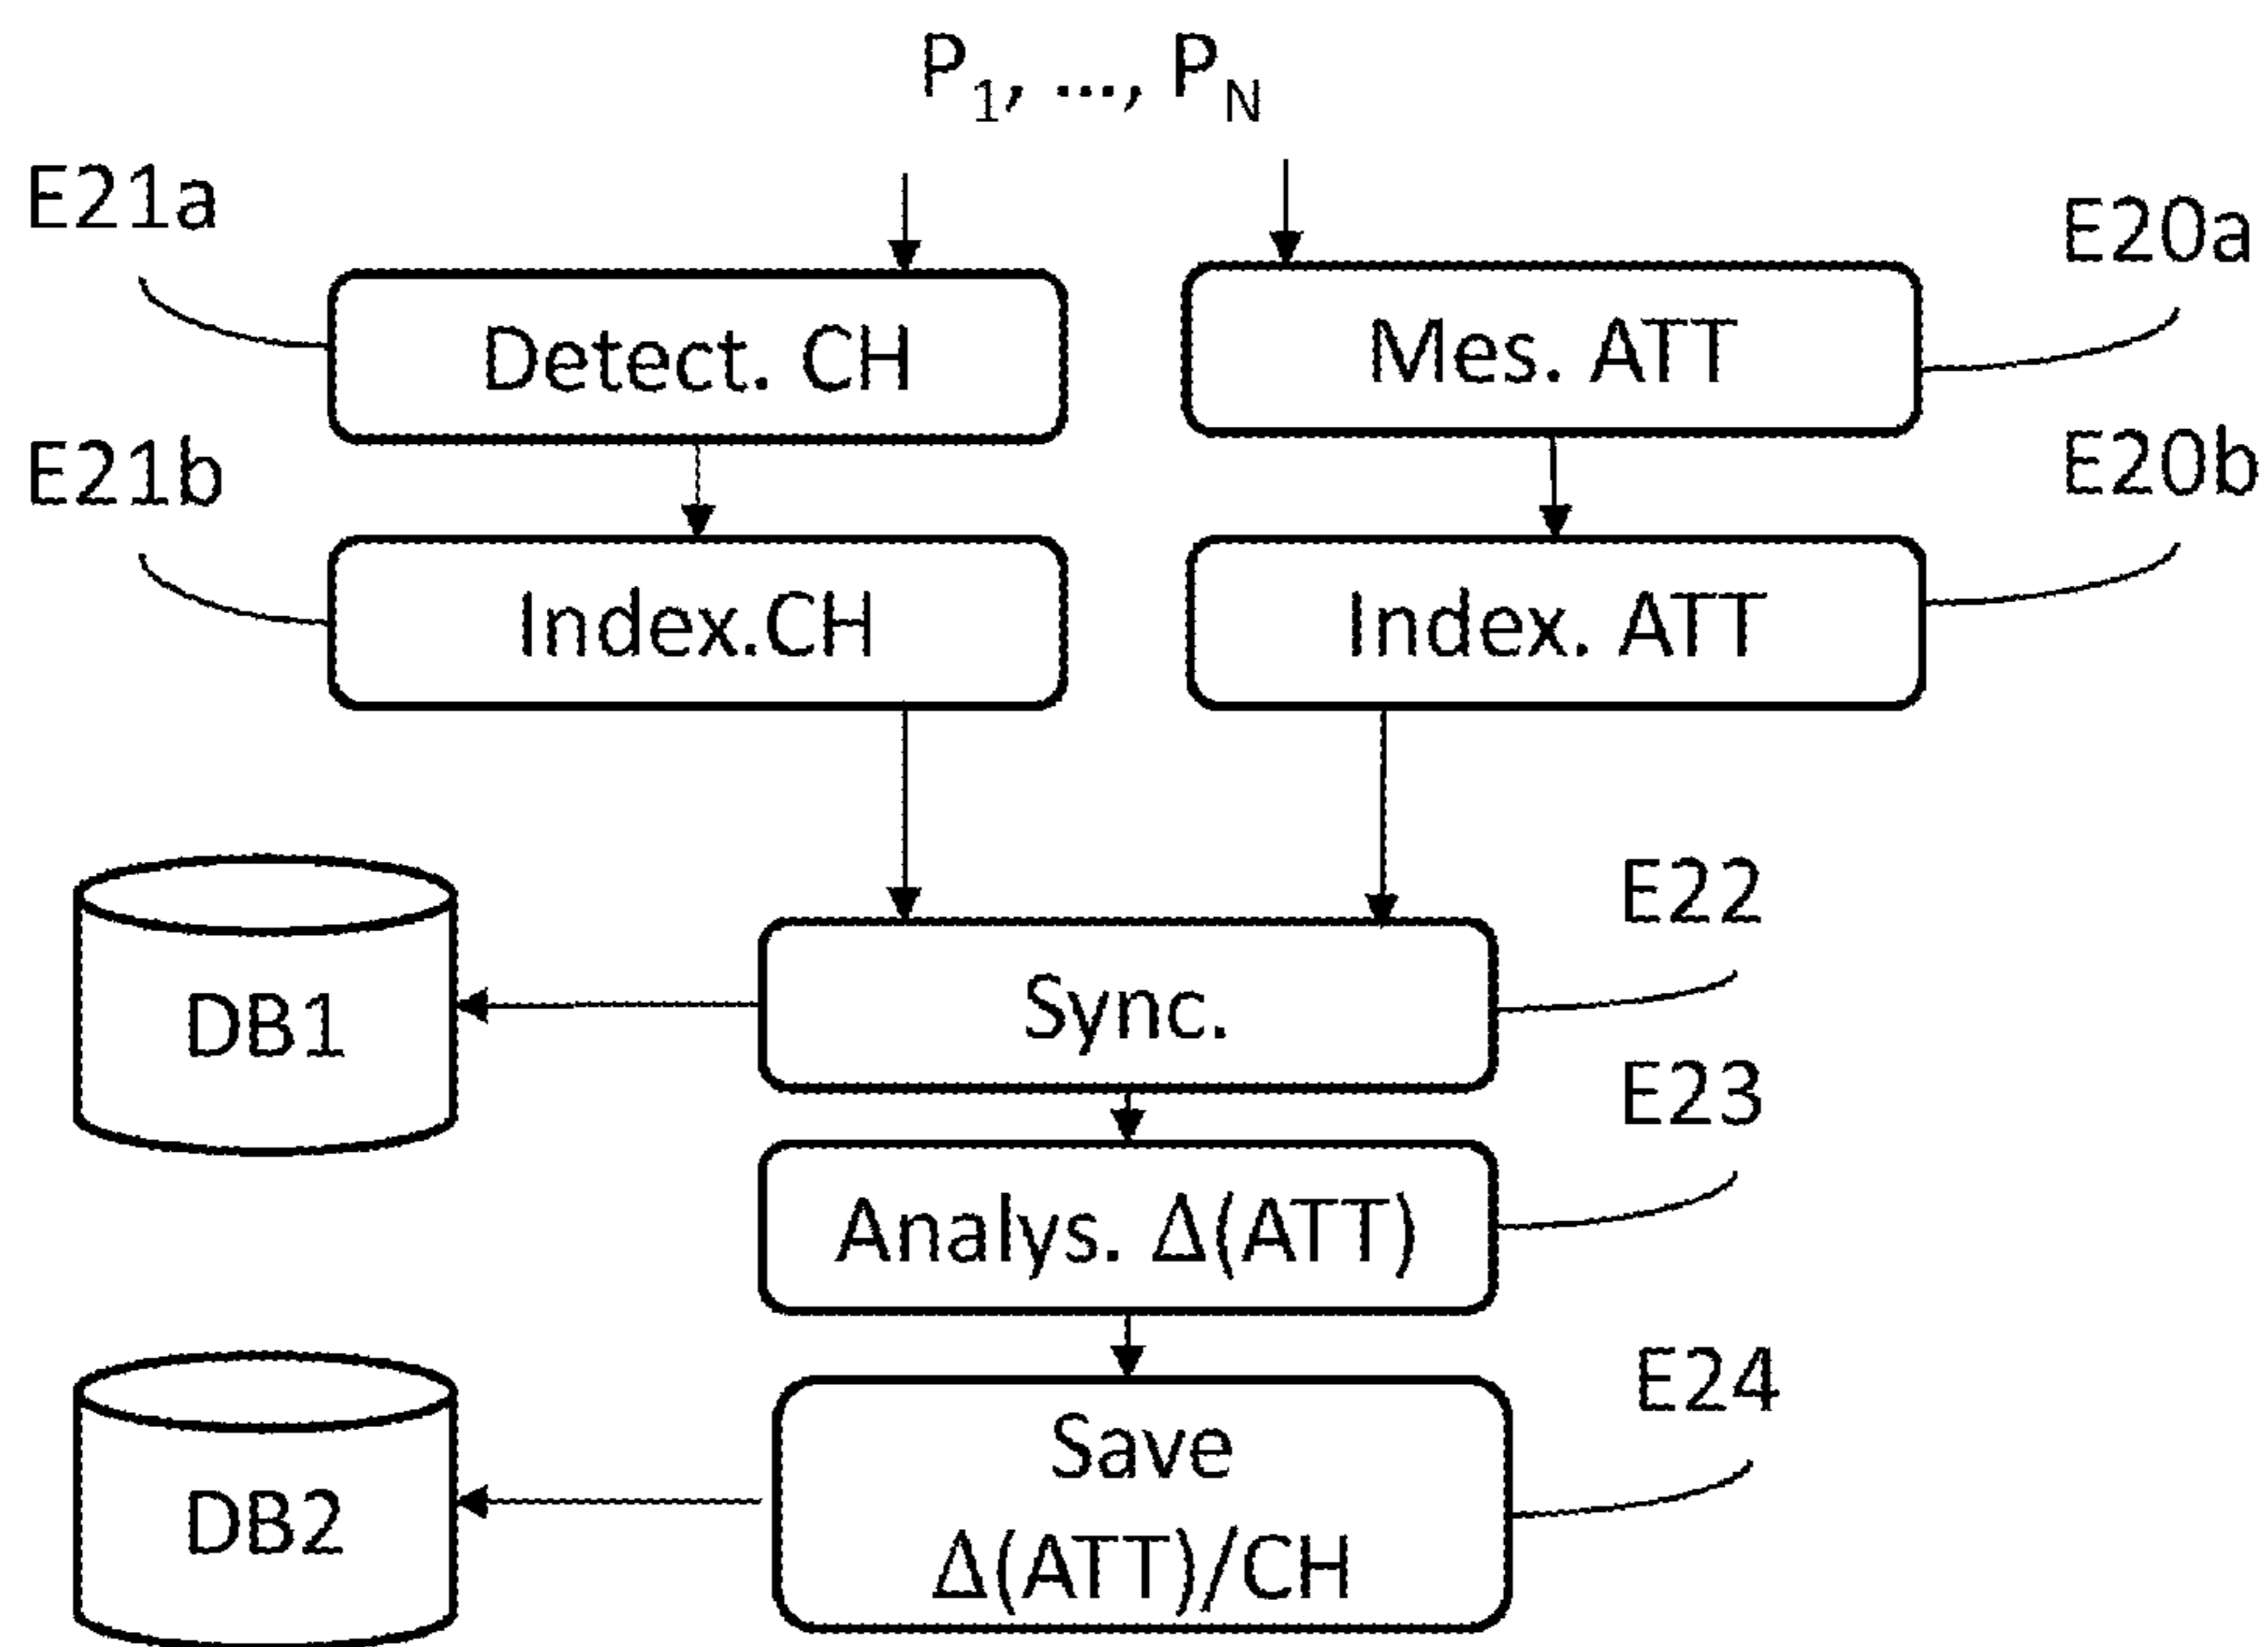 P1, ..., PN
E21a
E20a
Detect. CH
Mes. ATT
E21b
E20b
Index.CH
Index. ATT
E22
DB1
Sync.
E23
Analys. Δ(ATT)
E24
Save
DB2
Δ(ATT)/CH